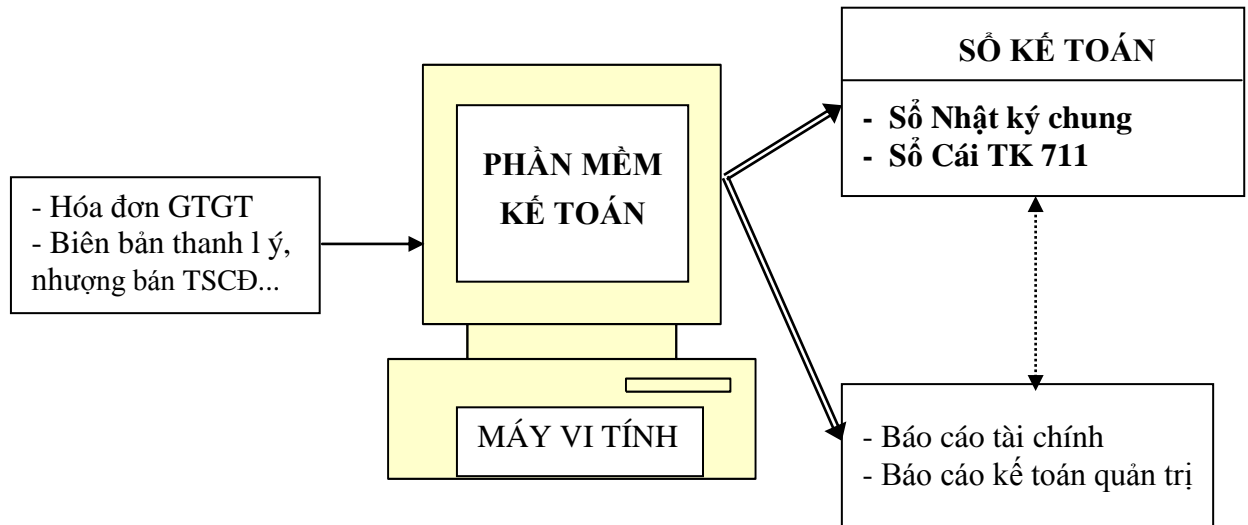 - Hóa đơn GTGT
- Biên bản thanh l ý,
nhượng bán TSCĐ...
PHẦN MỀM
KẾ TOÁN
MÁY VI TÍNH
SỔ KẾ TOÁN
- Sổ Nhật ký chung
- Sổ Cái TK 711
- Báo cáo tài chính
- Báo cáo kế toán quản trị